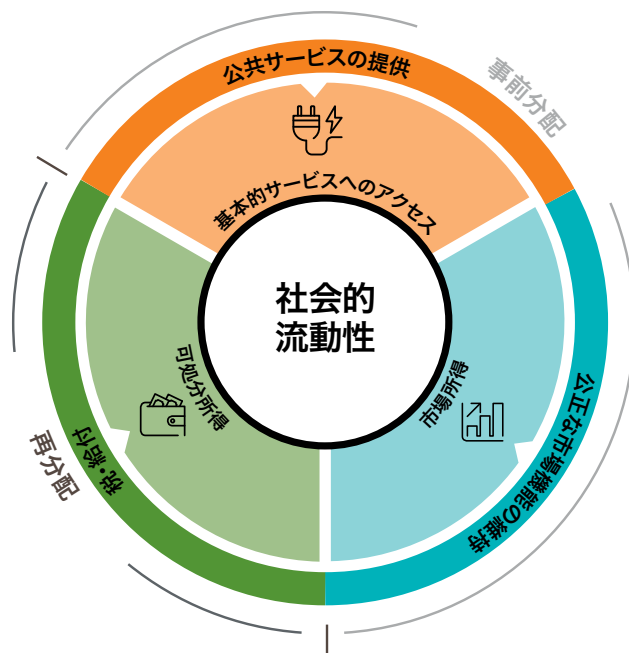 公共サービスの提供
事前分配
基本的サービスへのアクセス
社会的
流動性
可処分所得
市場所得
税・給付
再分配
公正な市場機能の維持